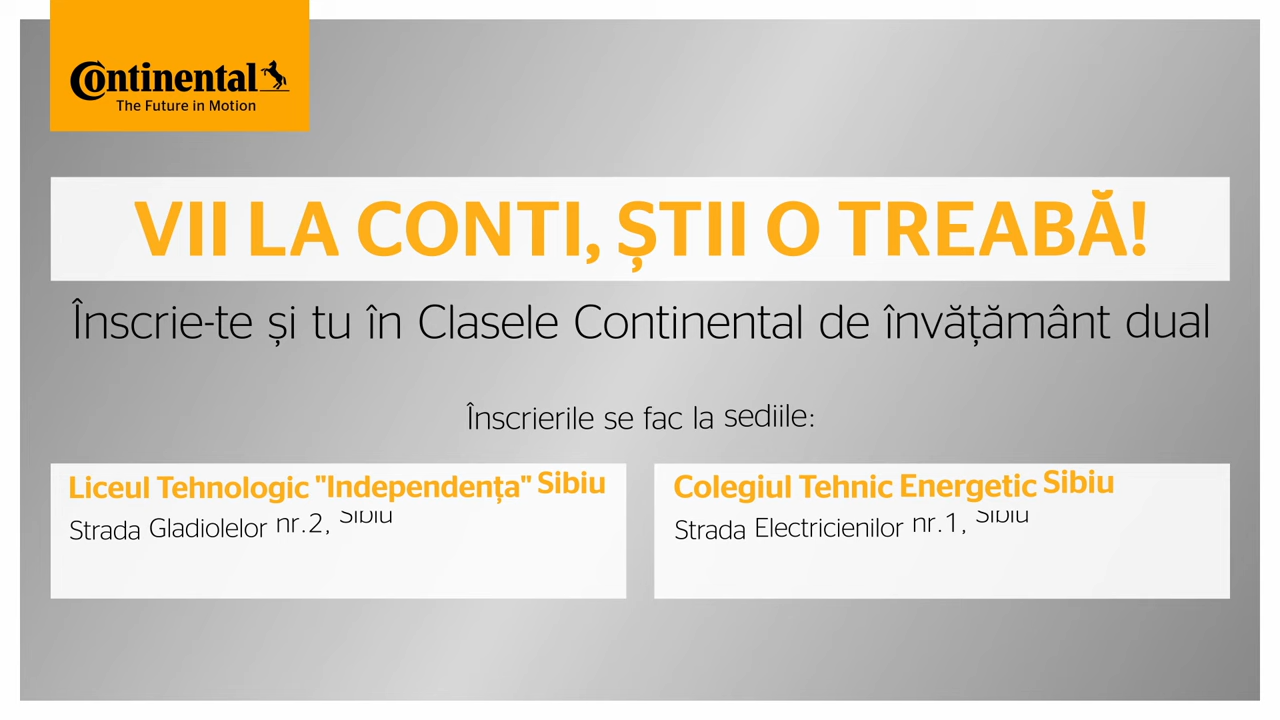 Continental
The Future in Motion
VII LA CONTI, ȘTII O TREABĂ!
Înscrie-te și tu în Clasele Continental de învățământ dual
Înscrierile se fac la sediile:
Liceul Tehnologic "Independența" Sibiu
Strada Gladiolelor nr.2, Sibiu
Colegiul Tehnic Energetic Sibiu
Strada Electricienilor nr.1, Sibiu